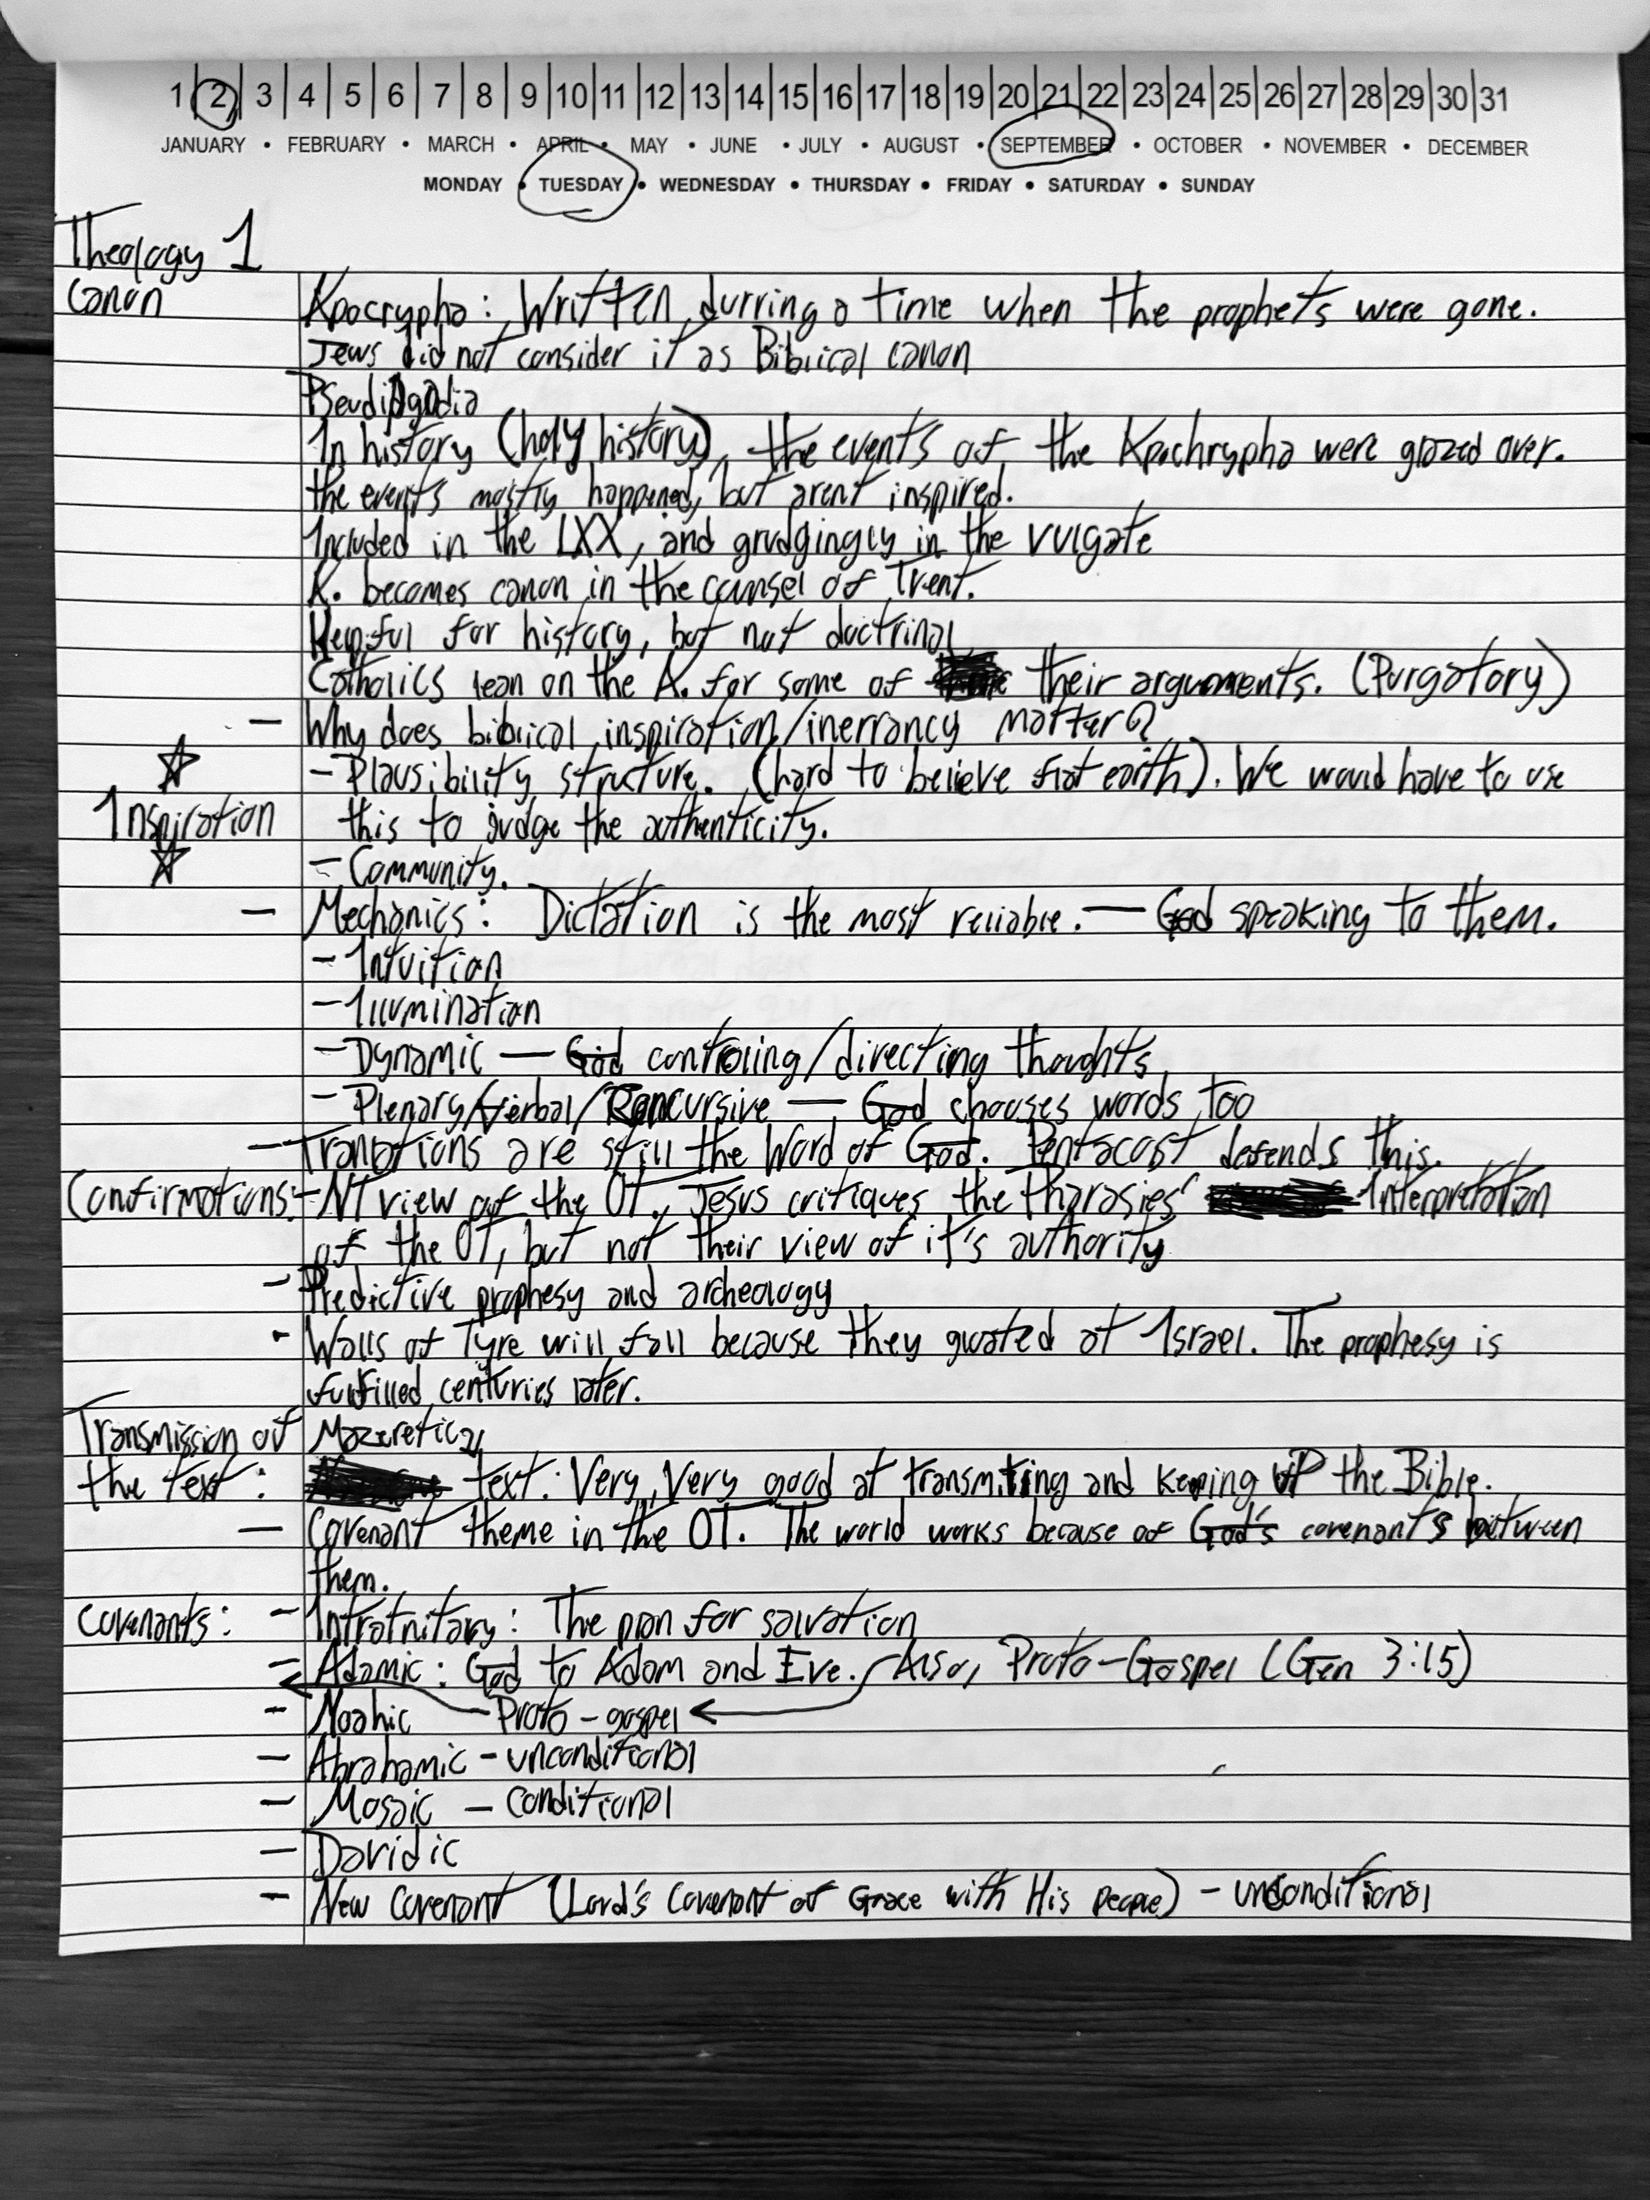 1 | 2 | 3 | 4 | 5 | 6 | 7 | 8 | 9 | 10 | 11 | 12 | 13 | 14 | 15 | 16 | 17 | 18 | 19 | 20 | 21 | 22 | 23 | 24 | 25 | 26 | 27 | 28 | 29 | 30 | 31
JANUARY • FEBRUARY • MARCH • APRIL • MAY • JUNE • JULY • AUGUST • SEPTEMBER • OCTOBER • NOVEMBER • DECEMBER
MONDAY • TUESDAY • WEDNESDAY • THURSDAY • FRIDAY • SATURDAY • SUNDAY
Theology 1
Canon Apocrypha: Written durring a time when the prophets were gone.
Jews did not consider it as Biblical canon
In history (holy history), the events of the Apochrypha were glazed over.
the events mostly happened, but arent inspired.
Included in the LXX, and grudgingly in the Vulgate
A. becomes canon in the counsel of Trent.
Helpful for history, but not doctrinal
Catholics lean on the A. for some of their arguments. (Purgatory)
— Why does biblical inspiration/inerrancy matter?
☆ – Plausibility structure. (hard to believe flat earth). We would have to use
Inspiration this to judge the authenticity.
☆ – Community.
— Mechanics: Dictation is the most reliable. — God speaking to them.
– Intuition
– Illumination
– Dynamic — God controling/directing thoughts
– Plenary/Verbal/Concursive — God chooses words too
— are still the Word of God. Pentacost defends this.
Confirmations: – NT view of the OT. Jesus critiques the Pharasies' Interpretation
of the OT, but not their view of it's authority
– Predictive prophesy and archeology
• Walls of Tyre will fall because they gloated at Israel. The prophesy is
fulfilled centuries later.
Transmission of
the text: text: Very, Very good at transmitting and keeping up the Bible.
— Covenant theme in the OT. The world works because of God's covenants between
them.
Covenants: – The plan for salvation
– Adamic: God to Adam and Eve. Also, Proto-Gospel (Gen 3:15)
– Noahic — Proto-gospel
– Abrahamic – unconditional
– Mosaic – conditional
– Davidic
– New Covenant (Lord's Covenant of Grace with His people) – unconditional